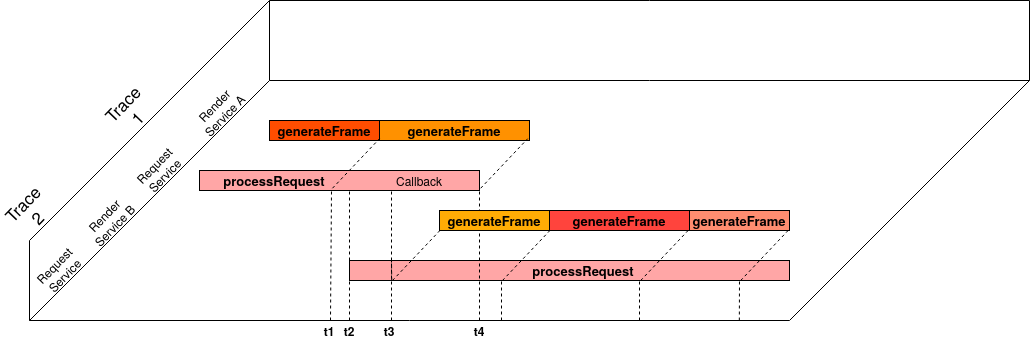 Trace
1
Render
Service A
generateFrame generateFrame
Request
Service
processRequest Callback
Trace
2
Render
Service B
generateFrame generateFrame generateFrame
Request
Service
processRequest
t1 t2 t3 t4